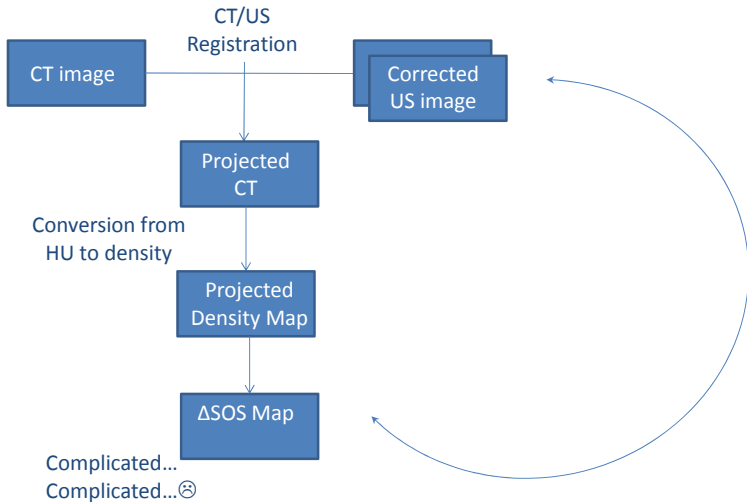 CT/US
Registration
CT image
Corrected
US image
Projected
CT
Conversion from
HU to density
Projected
Density Map
ΔSOS Map
Complicated...
Complicated...☹